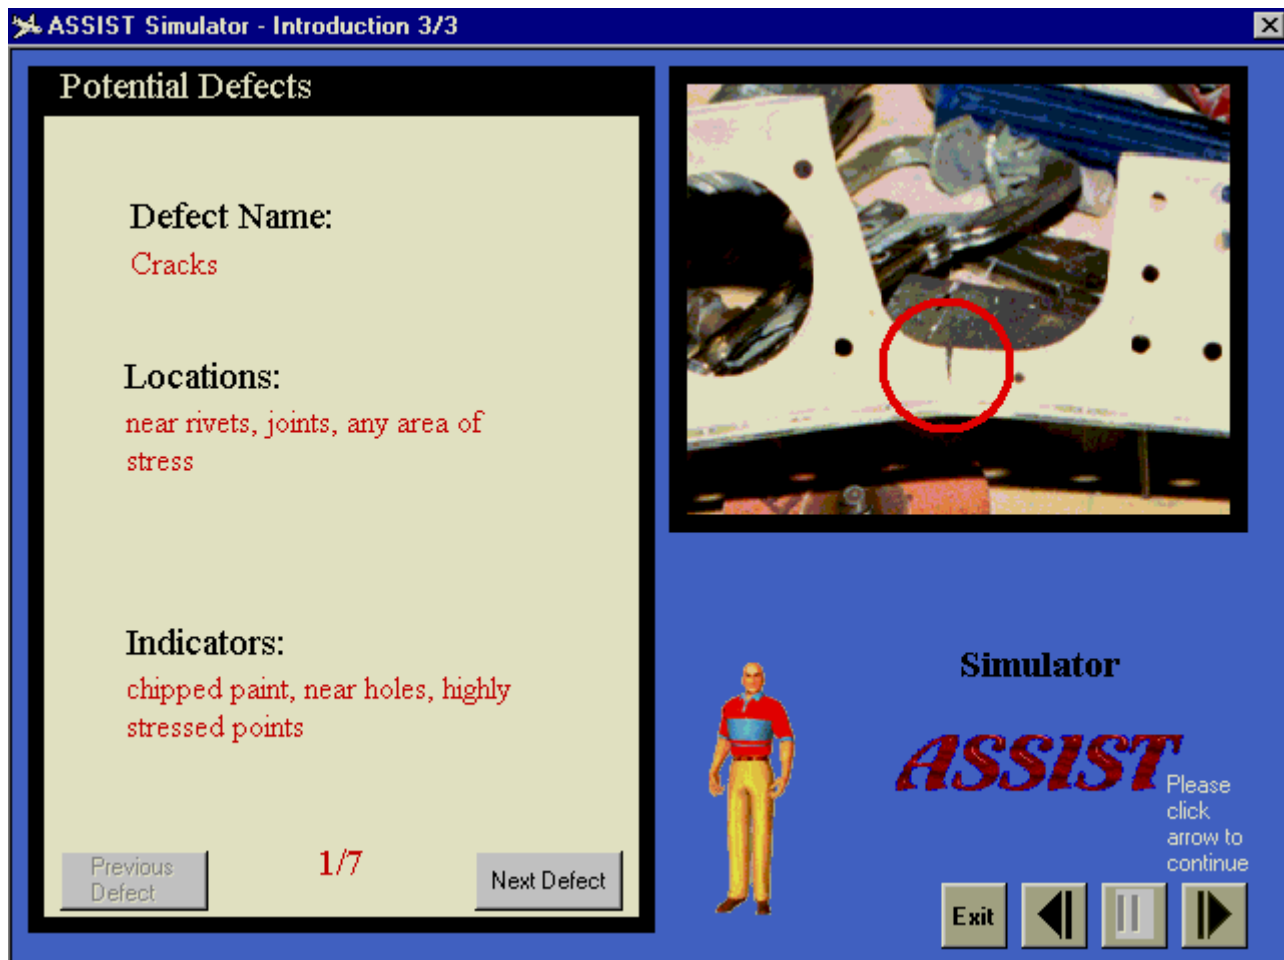 ASSIST Simulator - Introduction 3/3
Potential Defects
Defect Name:
Cracks
Locations:
near rivets, joints, any area of
stress
Indicators:
chipped paint, near holes, highly
stressed points
Previous
Defect
1/7
Next Defect
Simulator
ASSIST
Please
click
arrow to
continue
Exit